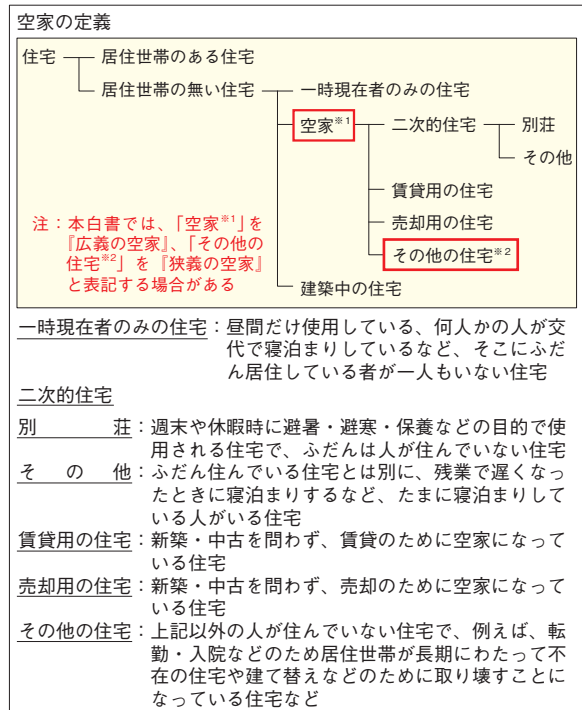 空家の定義
住宅 居住世帯のある住宅
居住世帯の無い住宅 一時現在者のみの住宅
空家※1 二次的住宅 別荘
その他
賃貸用の住宅
売却用の住宅
その他の住宅※2
建築中の住宅
注：本白書では、「空家※1」を
『広義の空家』、「その他の
住宅※2」を『狭義の空家』
と表記する場合がある
一時現在者のみの住宅：昼間だけ使用している、何人かの人が交
代で寝泊まりしているなど、そこにふだ
ん居住している者が一人もいない住宅
二次的住宅
別荘：週末や休暇時に避暑・避寒・保養などの目的で使
用される住宅で、ふだんは人が住んでいない住宅
その他：ふだん住んでいる住宅とは別に、残業で遅くなっ
たときに寝泊まりするなど、たまに寝泊まりして
いる人がいる住宅
賃貸用の住宅：新築・中古を問わず、賃貸のために空家になって
いる住宅
売却用の住宅：新築・中古を問わず、売却のために空家になって
いる住宅
その他の住宅：上記以外の人が住んでいない住宅で、例えば、転
勤・入院などのため居住世帯が長期にわたって不
在の住宅や建て替えなどのために取り壊すことに
なっている住宅など